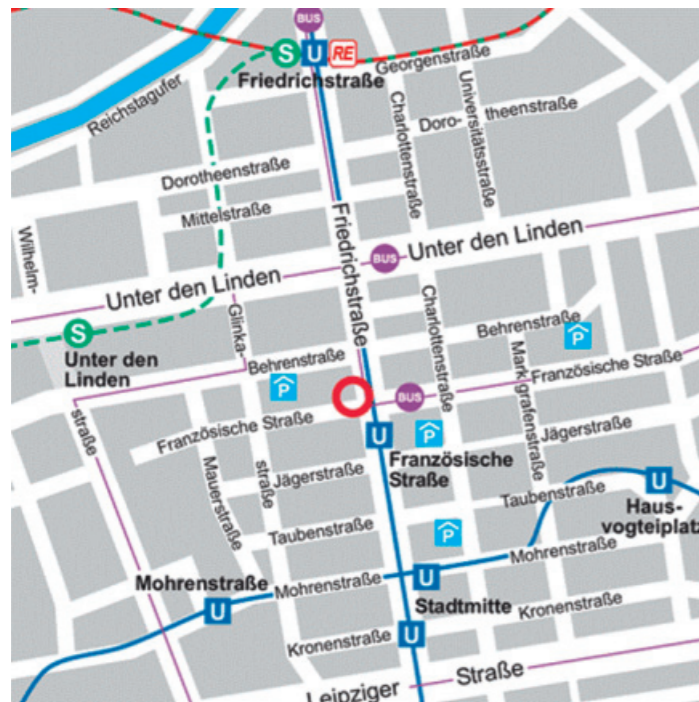 BUS
S
U
RE
Friedrichstraße
Georgenstraße
Reichstagufer
Charlottenstraße
Universitätsstraße
Doro-
theenstraße
Dorotheenstraße
Mittelstraße
Friedrichstraße
Wilhelm-
BUS
Unter den Linden
Unter den Linden
S
Unter den
Linden
Glinka-
Charlottenstraße
Behrenstraße
P
Behrenstraße
P
Markgrafenstraße
Französische Straße
BUS
straße
Französische Straße
U
P
Jägerstraße
Französische
Straße
Mauerstraße
straße
Jägerstraße
U
Taubenstraße
Haus-
vogteiplatz
Taubenstraße
P
Mohrenstraße
Mohrenstraße
U
Mohrenstraße
U
Stadtmitte
Kronenstraße
Kronenstraße
U
Leipziger
Straße